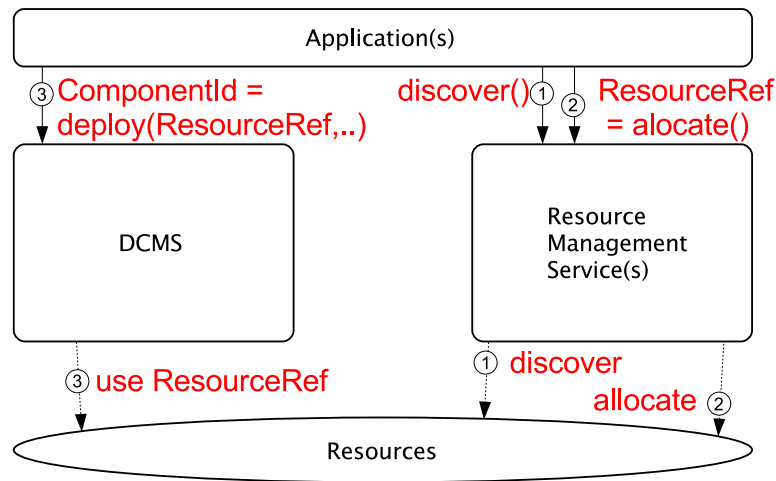 Application(s)
3 ComponentId =
deploy(ResourceRef,..)
discover() 1
2 ResourceRef
= alocate()
DCMS
Resource
Management
Service(s)
3 use ResourceRef
1 discover
allocate 2
Resources